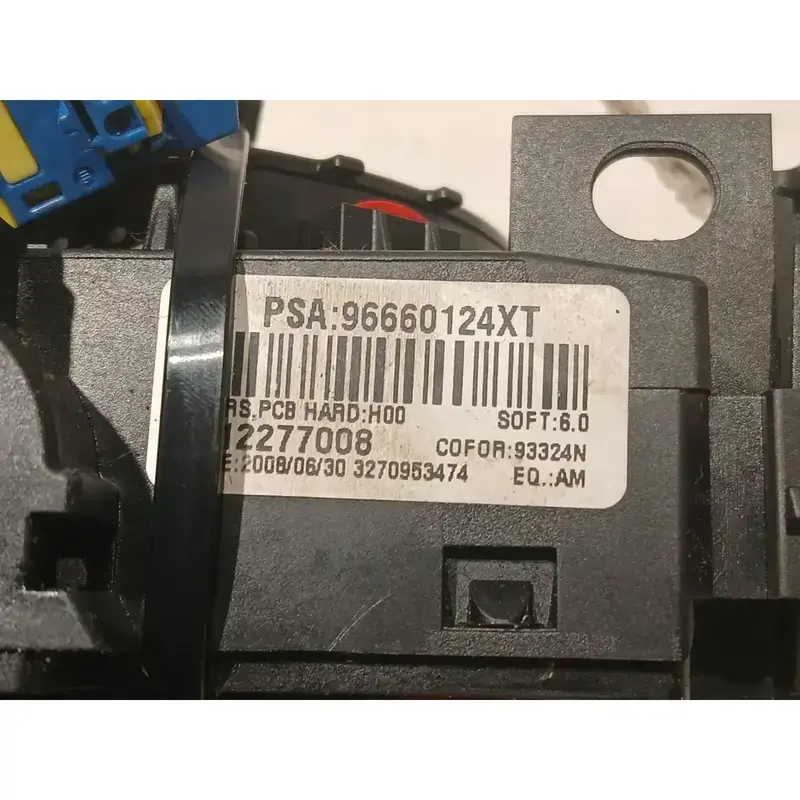 PSA:96660124XT
RS,PCB HARD:H00 SOFT:6.0
12277008 COFOR:93324N
E:2008/06/30 3270953474 EQ.:AM